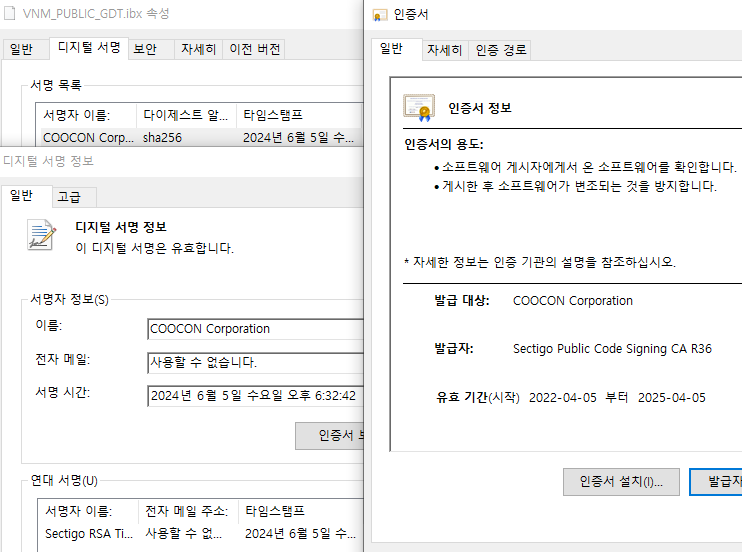 VNM_PUBLIC_GDT.ibx 속성
일반 디지털 서명 보안 자세히 이전 버전
서명 목록
서명자 이름: 다이제스트 알... 타임스탬프
COOCON Corp... sha256 2024년 6월 5일 수...
디지털 서명 정보
일반 고급
디지털 서명 정보
이 디지털 서명은 유효합니다.
서명자 정보(S)
이름: COOCON Corporation
전자 메일: 사용할 수 없습니다.
서명 시간: 2024년 6월 5일 수요일 오후 6:32:42
인증서 보
연대 서명(U)
서명자 이름: 전자 메일 주소: 타임스탬프
Sectigo RSA Ti... 사용할 수 없... 2024년 6월 5일 수...
인증서
일반 자세히 인증 경로
인증서 정보
인증서의 용도:
• 소프트웨어 게시자에게서 온 소프트웨어를 확인합니다.
• 게시한 후 소프트웨어가 변조되는 것을 방지합니다.
* 자세한 정보는 인증 기관의 설명을 참조하십시오.
발급 대상: COOCON Corporation
발급자: Sectigo Public Code Signing CA R36
유효 기간(시작) 2022-04-05 부터 2025-04-05
인증서 설치(I)... 발급자